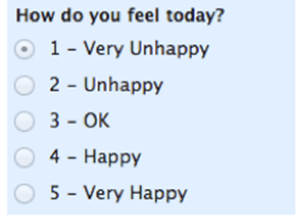 How do you feel today?
1 – Very Unhappy
2 – Unhappy
3 – OK
4 – Happy
5 – Very Happy